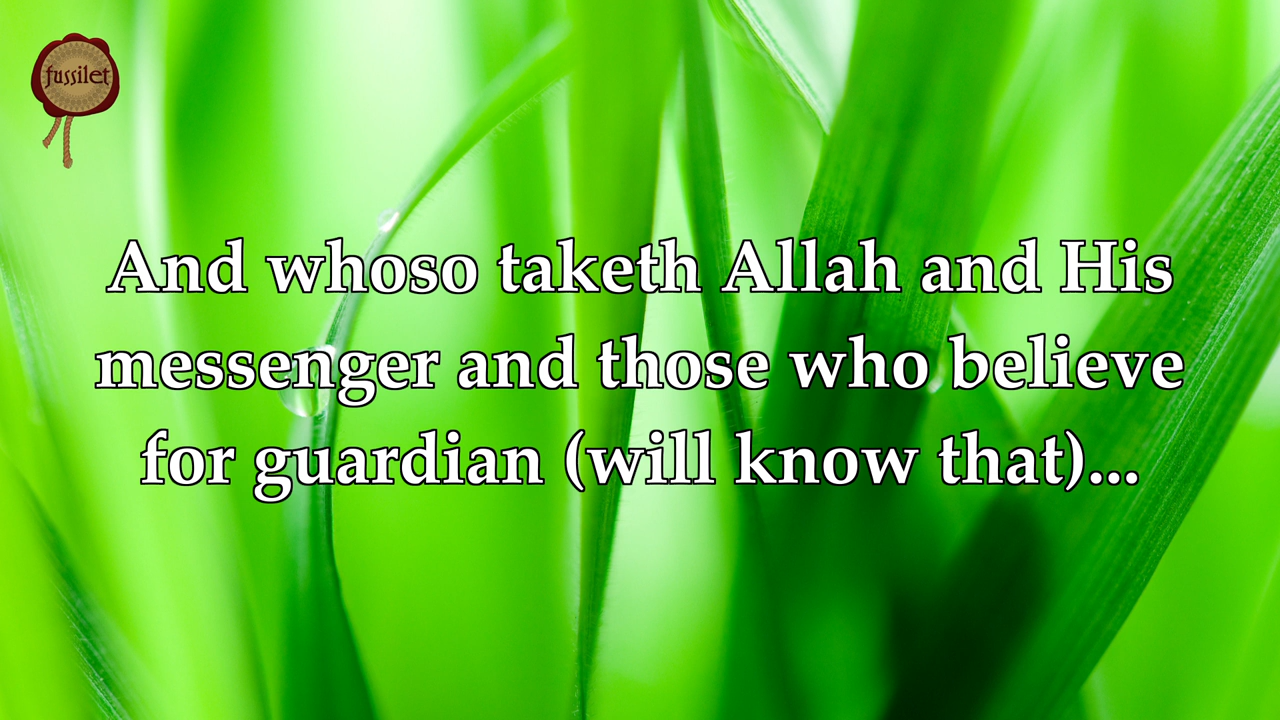 fussilet
And whoso taketh Allah and His
messenger and those who believe
for guardian (will know that)...